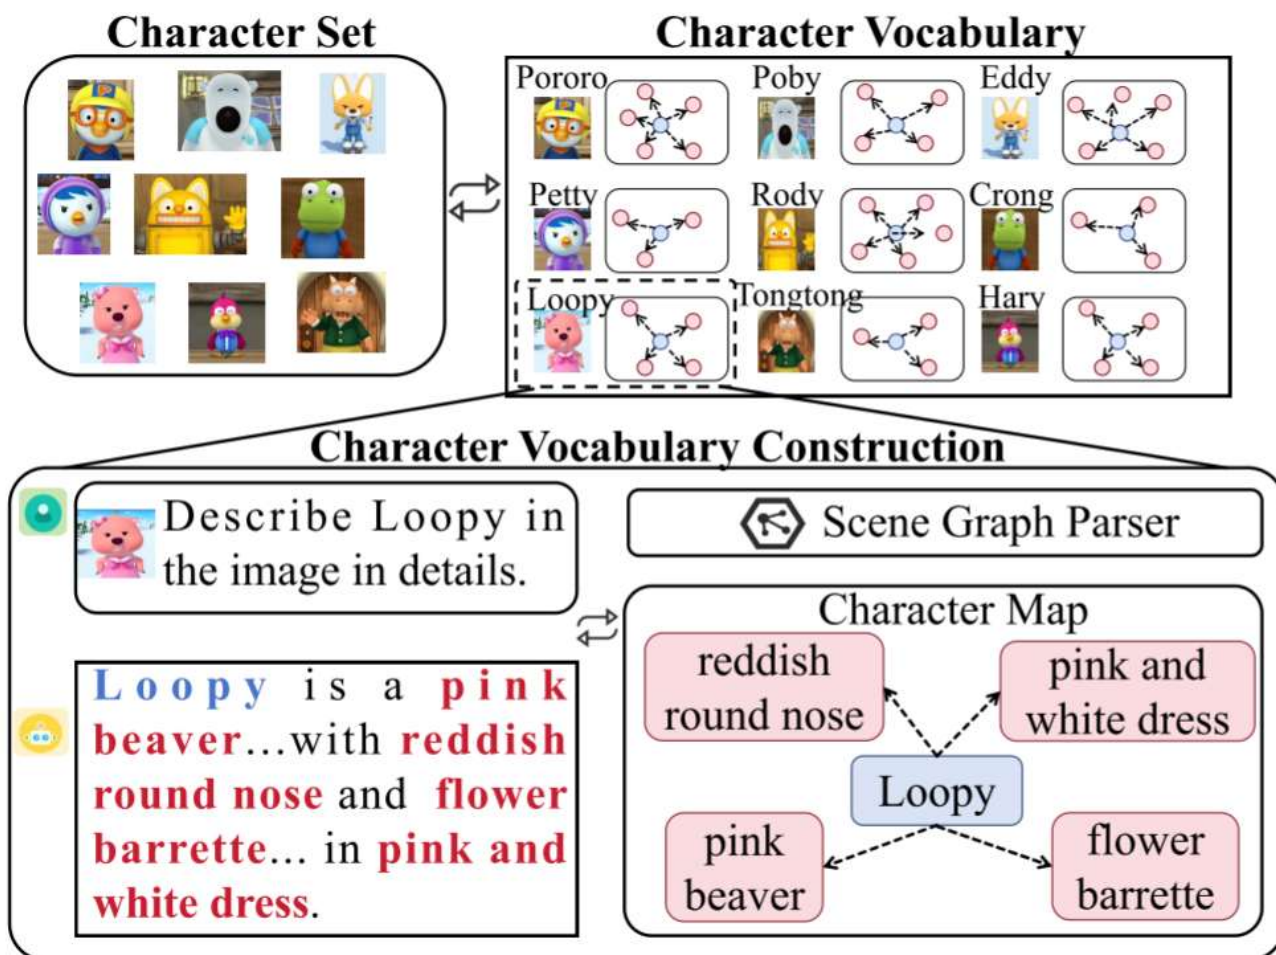 Character Set
Character Vocabulary
Pororo
Poby
Eddy
Petty
Rody
Crong
Loopy
Tongtong
Hary
Character Vocabulary Construction
Describe Loopy in
the image in details.
Loopy is a pink
beaver...with reddish
round nose and flower
barrette... in pink and
white dress.
Scene Graph Parser
Character Map
reddish
round nose
pink and
white dress
Loopy
pink
beaver
flower
barrette